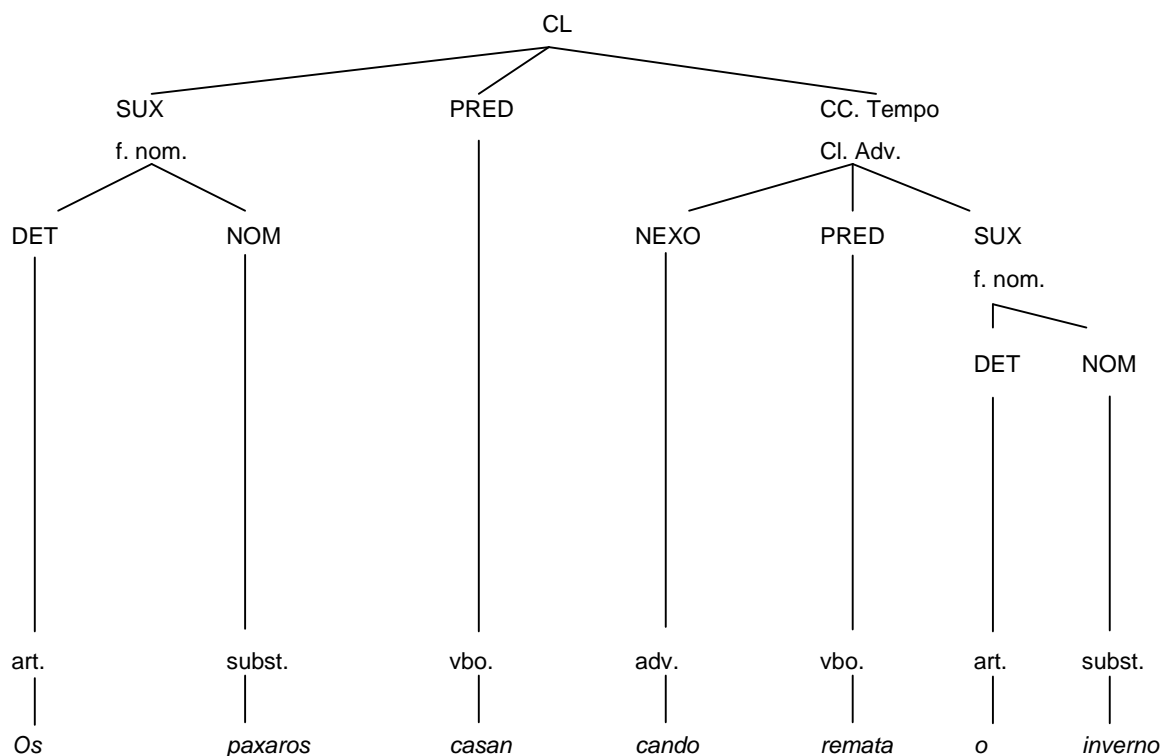 CL
SUX PRED CC. Tempo
f. nom. Cl. Adv.
DET NOM NEXO PRED SUX
f. nom.
DET NOM
art. subst. vbo. adv. vbo. art. subst.
Os paxaros casan cando remata o inverno